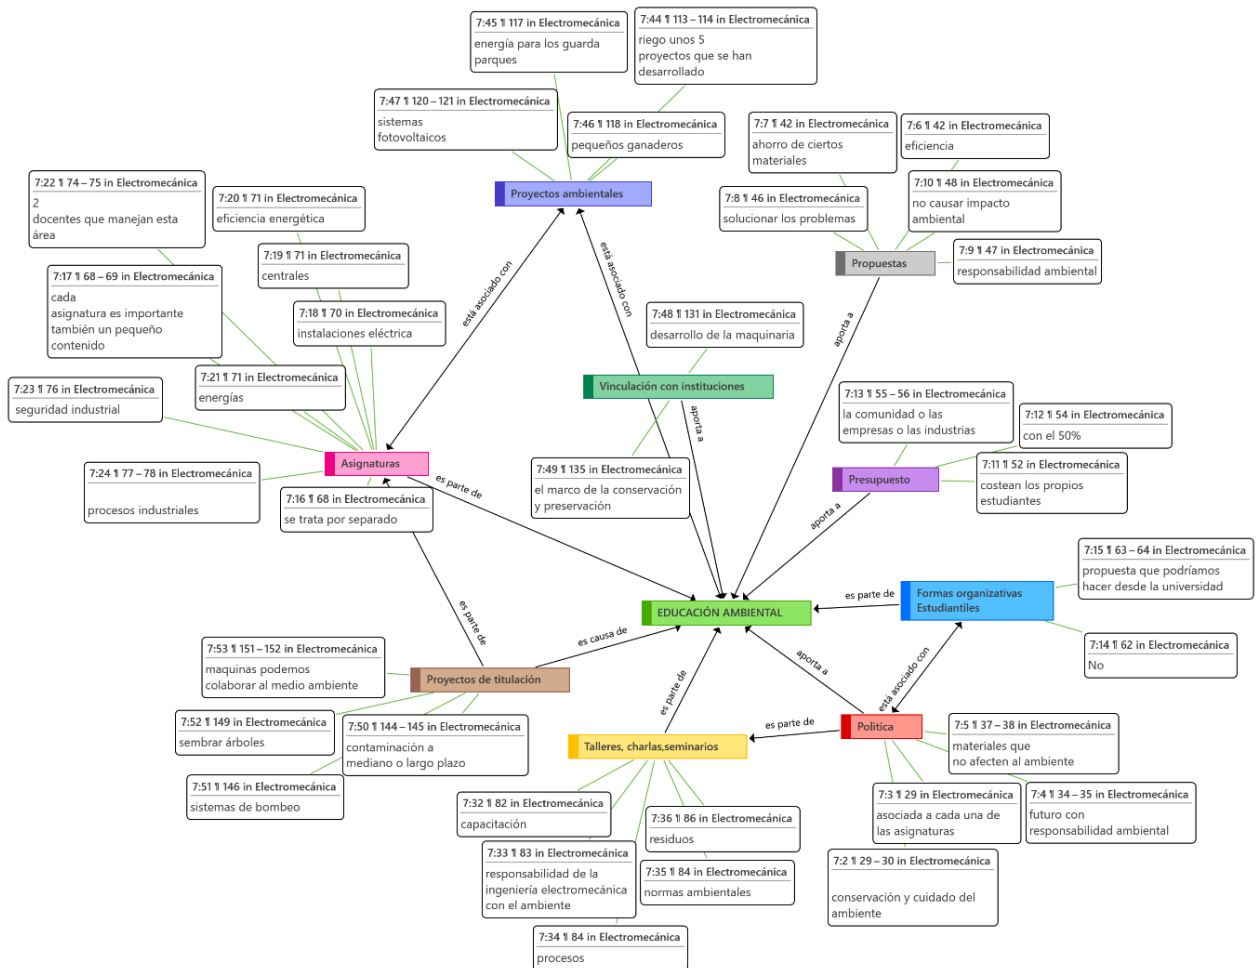 7:45 ¶ 117 in Electromecánica
energía para los guarda
parques
7:44 ¶ 113 – 114 in Electromecánica
riego unos 5
proyectos que se han
desarrollado
7:47 ¶ 120 – 121 in Electromecánica
sistemas
fotovoltaicos
7:46 ¶ 118 in Electromecánica
pequeños ganaderos
7:7 ¶ 42 in Electromecánica
ahorro de ciertos
materiales
7:6 ¶ 42 in Electromecánica
eficiencia
7:22 ¶ 74 – 75 in Electromecánica
2
docentes que manejan esta
área
7:20 ¶ 71 in Electromecánica
eficiencia energética
Proyectos ambientales
7:8 ¶ 46 in Electromecánica
solucionar los problemas
7:10 ¶ 48 in Electromecánica
no causar impacto
ambiental
7:19 ¶ 71 in Electromecánica
centrales
7:17 ¶ 68 – 69 in Electromecánica
cada
asignatura es importante
también un pequeño
contenido
Propuestas
7:9 ¶ 47 in Electromecánica
responsabilidad ambiental
está asociado con
está asociado con
7:18 ¶ 70 in Electromecánica
instalaciones eléctrica
7:48 ¶ 131 in Electromecánica
desarrollo de la maquinaria
aporta a
7:21 ¶ 71 in Electromecánica
energías
7:23 ¶ 76 in Electromecánica
seguridad industrial
Vinculación con instituciones
aporta a
7:13 ¶ 55 – 56 in Electromecánica
la comunidad o las
empresas o las industrias
7:12 ¶ 54 in Electromecánica
con el 50%
Asignaturas
7:24 ¶ 77 – 78 in Electromecánica
procesos industriales
7:16 ¶ 68 in Electromecánica
se trata por separado
es parte de
7:49 ¶ 135 in Electromecánica
el marco de la conservación
y preservación
Presupuesto
7:11 ¶ 52 in Electromecánica
costean los propios
estudiantes
aporta a
7:15 ¶ 63 – 64 in Electromecánica
propuesta que podríamos
hacer desde la universidad
EDUCACIÓN AMBIENTAL
es parte de
Formas organizativas
Estudiantiles
es parte de
es causa de
7:14 ¶ 62 in Electromecánica
No
7:53 ¶ 151 – 152 in Electromecánica
maquinas podemos
colaborar al medio ambiente
Proyectos de titulación
es parte de
aporta a
está asociado con
7:52 ¶ 149 in Electromecánica
sembrar árboles
7:50 ¶ 144 – 145 in Electromecánica
contaminación a
mediano o largo plazo
Talleres, charlas,seminarios
es parte de
Política
7:5 ¶ 37 – 38 in Electromecánica
materiales que
no afecten al ambiente
7:51 ¶ 146 in Electromecánica
sistemas de bombeo
7:32 ¶ 82 in Electromecánica
capacitación
7:36 ¶ 86 in Electromecánica
residuos
7:3 ¶ 29 in Electromecánica
asociada a cada una de
las asignaturas
7:4 ¶ 34 – 35 in Electromecánica
futuro con
responsabilidad ambiental
7:33 ¶ 83 in Electromecánica
responsabilidad de la
ingeniería electromecánica
con el ambiente
7:35 ¶ 84 in Electromecánica
normas ambientales
7:2 ¶ 29 – 30 in Electromecánica
conservación y cuidado del
ambiente
7:34 ¶ 84 in Electromecánica
procesos